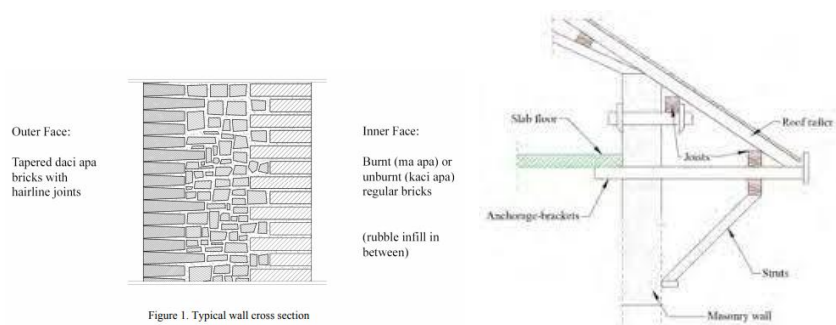 Outer Face:
Tapered daci apa
bricks with
hairline joints
Inner Face:
Burnt (ma apa) or
unburnt (kaci apa)
regular bricks
(rubble infill in
between)
Figure 1. Typical wall cross section
Slab floor
Roof rafter
Joists
Anchorage-brackets
Struts
Masonry wall